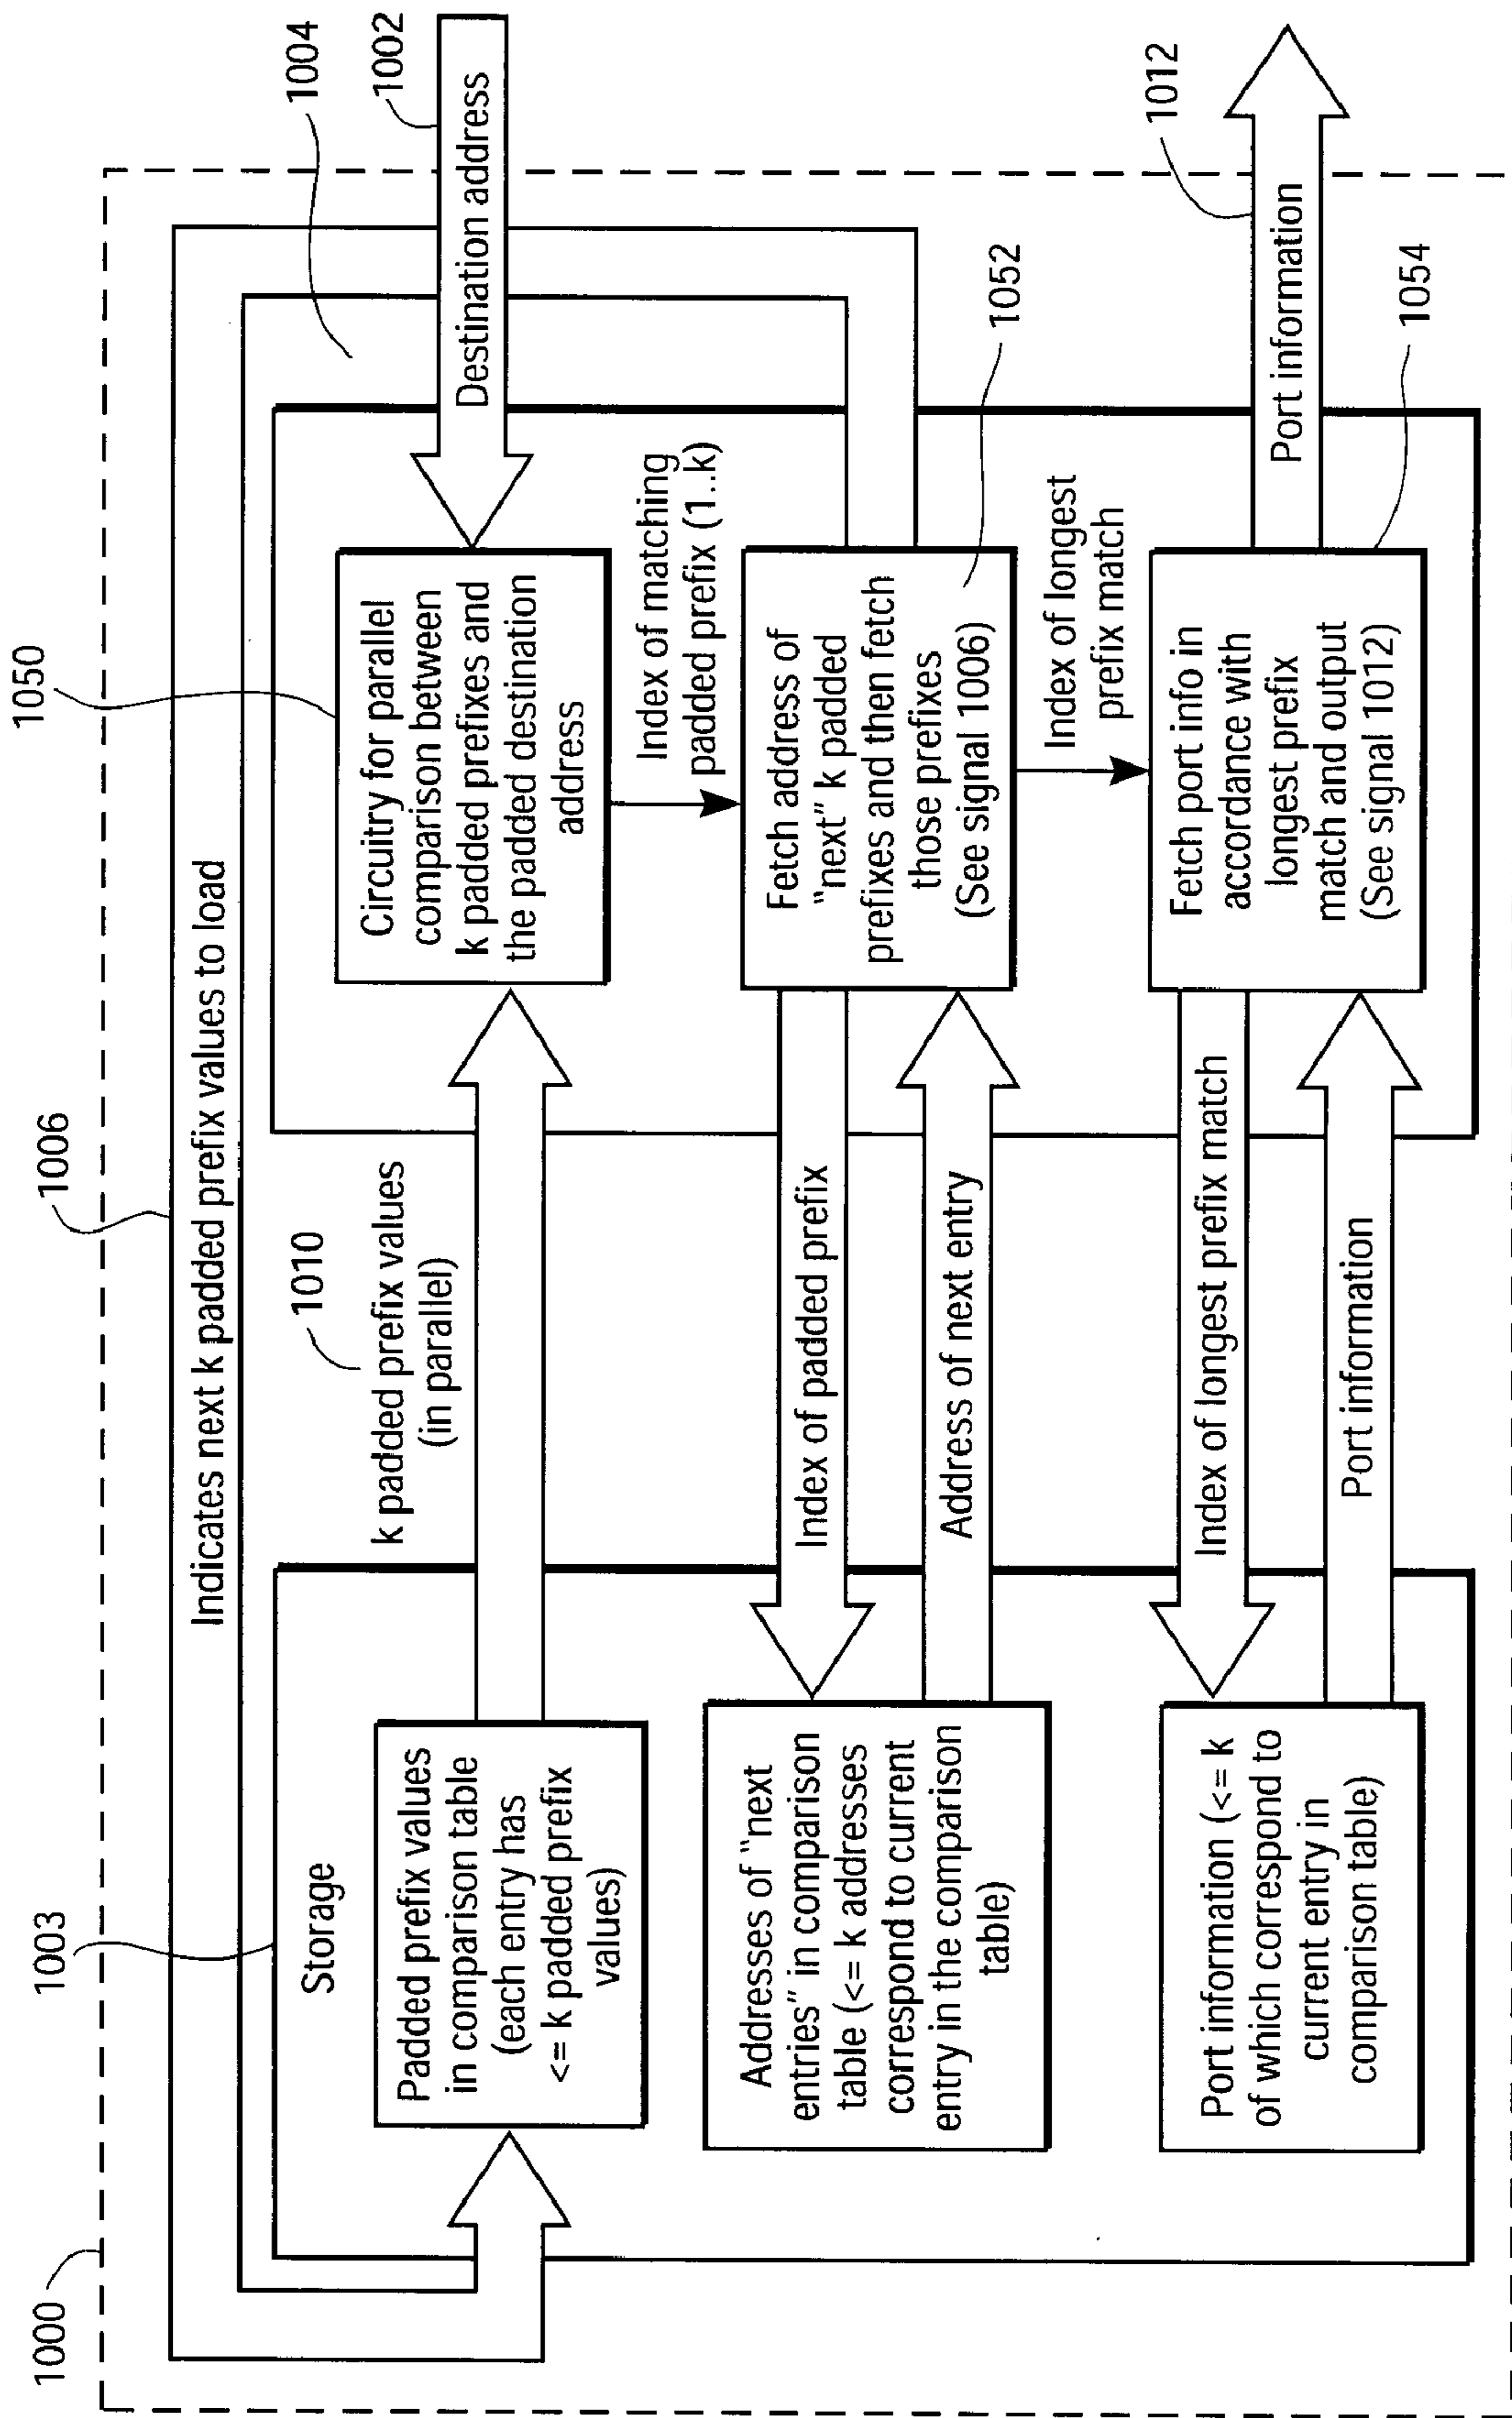 1000
1003
1006
1050
Indicates next k padded prefix values to load
1004
1002
Destination address
Storage
Padded prefix values
in comparison table
(each entry has
<= k padded prefix
values)
1010
k padded prefix values
(in parallel)
Circuitry for parallel
comparison between
k padded prefixes and
the padded destination
address
Index of matching
padded prefix (1..k)
Addresses of "next
entries" in comparison
table (<= k addresses
correspond to current
entry in the comparison
table)
Index of padded prefix
Address of next entry
Fetch address of
"next" k padded
prefixes and then fetch
those prefixes
(See signal 1006)
1052
Index of longest
prefix match
Port information (<= k
of which correspond to
current entry in
comparison table)
Index of longest prefix match
Port information
Fetch port info in
accordance with
longest prefix
match and output
(See signal 1012)
1054
Port information
1012